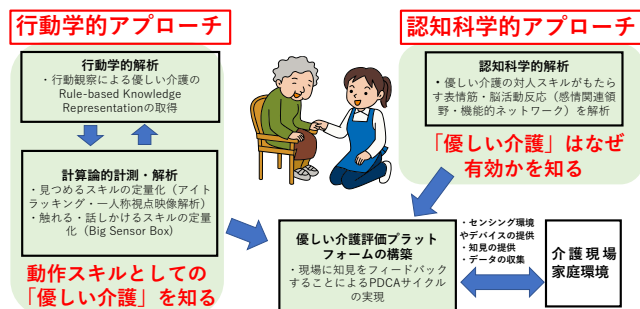 行動学的アプローチ
行動学的解析
・行動観察による優しい介護の
Rule-based Knowledge
Representationの取得
計算論的計測・解析
・見つめるスキルの定量化（アイト
ラッキング・一人称視点映像解析）
・触れる・話しかけるスキルの定量
化（Big Sensor Box）
動作スキルとしての
「優しい介護」を知る
認知科学的アプローチ
認知科学的解析
・優しい介護の対人スキルがもたら
す表情筋・脳活動反応（感情関連領
野・機能的ネットワーク）を解析
「優しい介護」はなぜ
有効かを知る
優しい介護評価プラット
フォームの構築
・現場に知見をフィードバック
することによるPDCAサイクル
の実現
・センシング環境
やデバイスの提供
・知見の提供
・データの収集
介護現場
家庭環境